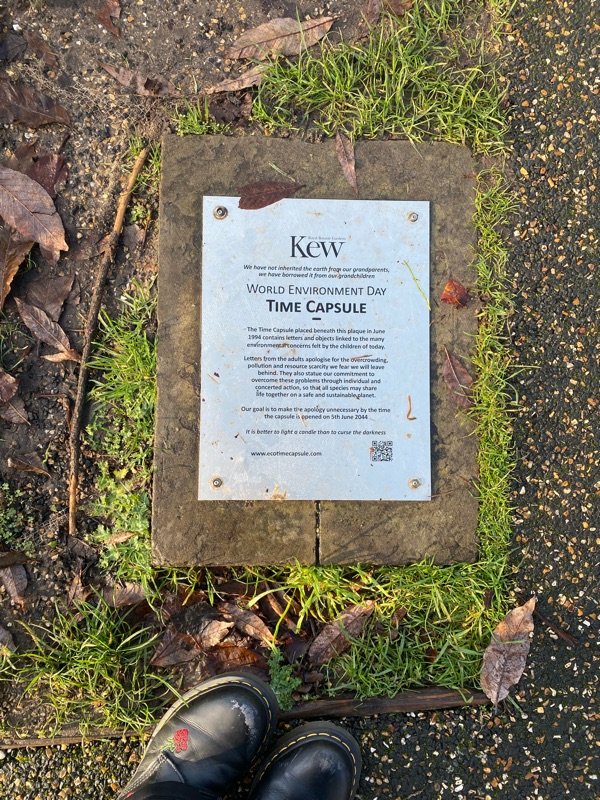 Royal Botanic Gardens
Kew
We have not inherited the earth from our grandparents,
we have borrowed it from our grandchildren
WORLD ENVIRONMENT DAY
TIME CAPSULE
The Time Capsule placed beneath this plaque in June
1994 contains letters and objects linked to the many
environmental concerns felt by the children of today.
Letters from the adults apologise for the overcrowding,
pollution and resource scarcity we fear we will leave
behind. They also statue our commitment to
overcome these problems through individual and
concerted action, so that all species may share
life together on a safe and sustainable planet.
Our goal is to make the apology unnecessary by the time
the capsule is opened on 5th June 2044
It is better to light a candle than to curse the darkness
www.ecotimecapsule.com